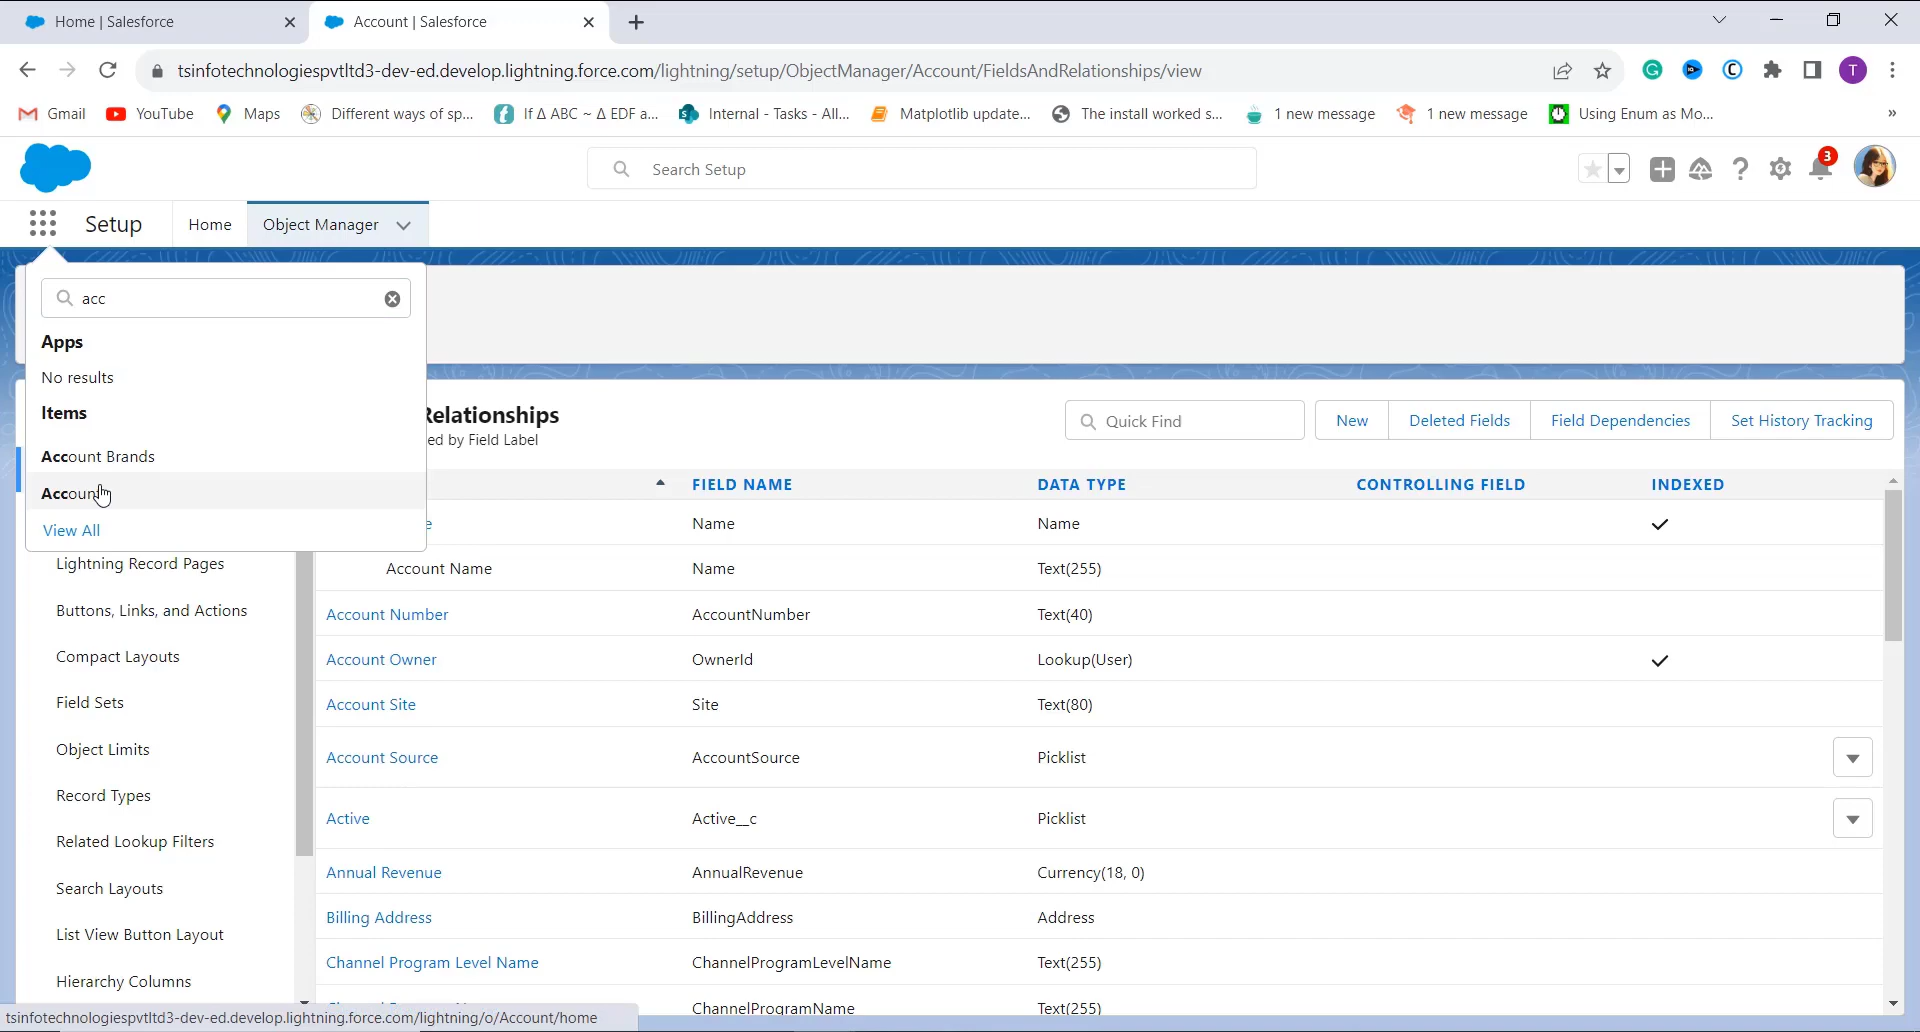 Home | Salesforce
Account | Salesforce
tsinfotechnologiespvtltd3-dev-ed.develop.lightning.force.com/lightning/setup/ObjectManager/Account/FieldsAndRelationships/view
T
Gmail
YouTube
Maps
Different ways of sp...
If Δ ABC ~ Δ EDF a...
Internal - Tasks - All...
Matplotlib update...
The install worked s...
1 new message
1 new message
Using Enum as Mo...
»
Search Setup
3
Setup
Home
Object Manager
acc
Apps
No results
Items
Account Brands
Account
View All
Relationships
ed by Field Label
Quick Find
New
Deleted Fields
Field Dependencies
Set History Tracking
FIELD NAME
DATA TYPE
CONTROLLING FIELD
INDEXED
e
Name
Name
Account Name
Name
Text(255)
Account Number
AccountNumber
Text(40)
Account Owner
OwnerId
Lookup(User)
Account Site
Site
Text(80)
Account Source
AccountSource
Picklist
Active
Active__c
Picklist
Annual Revenue
AnnualRevenue
Currency(18, 0)
Billing Address
BillingAddress
Address
Channel Program Level Name
ChannelProgramLevelName
Text(255)
ChannelProgramName
Text(255)
Lightning Record Pages
Buttons, Links, and Actions
Compact Layouts
Field Sets
Object Limits
Record Types
Related Lookup Filters
Search Layouts
List View Button Layout
Hierarchy Columns
tsinfotechnologiespvtltd3-dev-ed.develop.lightning.force.com/lightning/o/Account/home